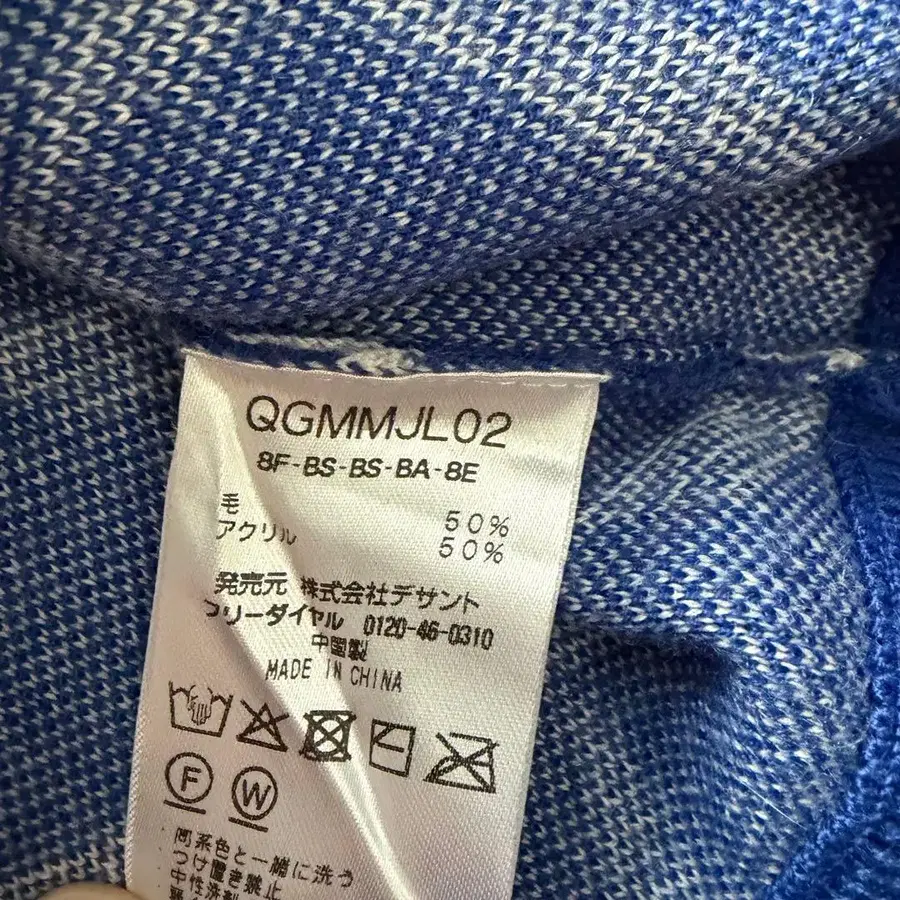 QGMMJL02
8F-BS-BS-BA-8E
毛 50%
アクリル 50%
発売元 株式会社デサント
フリーダイヤル 0120-46-0310
中国製
MADE IN CHINA
F W
同系色と一緒に洗う
つけ置き禁止
中性洗剤